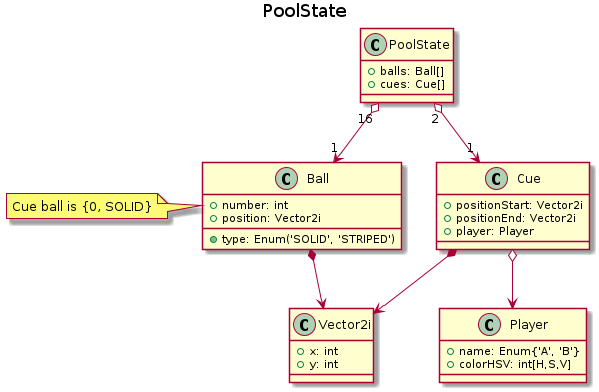 PoolState
C PoolState
balls: Ball[]
cues: Cue[]
16
2
1
1
C Ball
number: int
position: Vector2i
type: Enum('SOLID', 'STRIPED')
C Cue
positionStart: Vector2i
positionEnd: Vector2i
player: Player
Cue ball is {0, SOLID}
C Vector2i
x: int
y: int
C Player
name: Enum{'A', 'B'}
colorHSV: int[H,S,V]